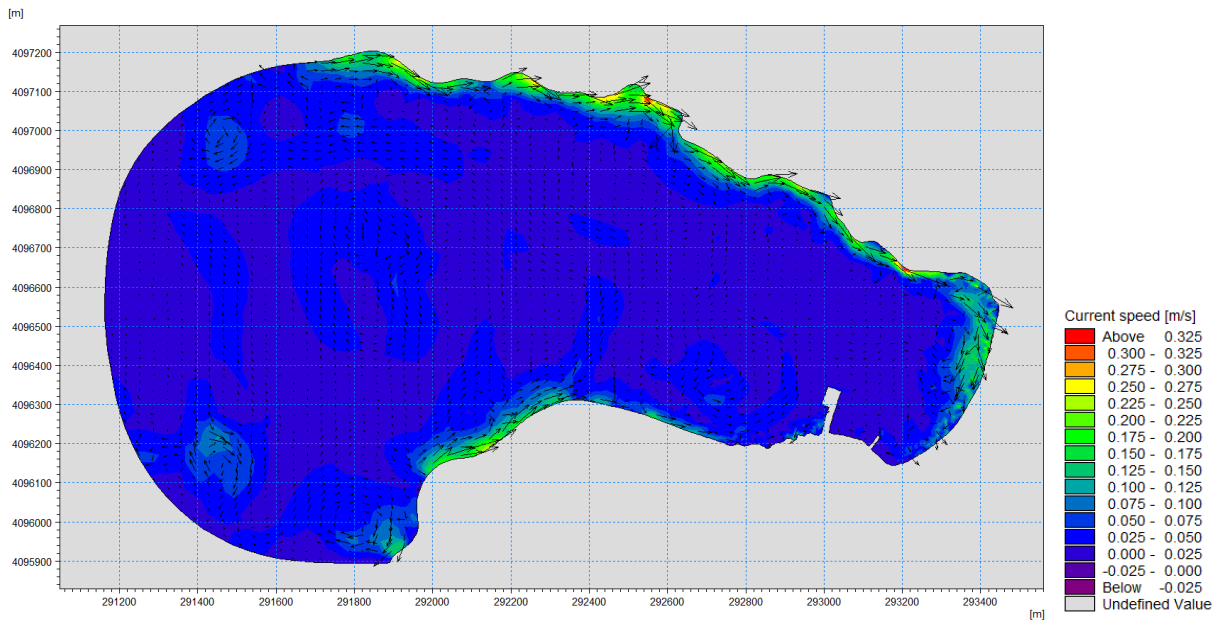 [m]
4097200
4097100
4097000
4096900
4096800
4096700
4096600
4096500
4096400
4096300
4096200
4096100
4096000
4095900
291200 291400 291600 291800 292000 292200 292400 292600 292800 293000 293200 293400
[m]
Current speed [m/s]
Above 0.325
0.300 - 0.325
0.275 - 0.300
0.250 - 0.275
0.225 - 0.250
0.200 - 0.225
0.175 - 0.200
0.150 - 0.175
0.125 - 0.150
0.100 - 0.125
0.075 - 0.100
0.050 - 0.075
0.025 - 0.050
0.000 - 0.025
-0.025 - 0.000
Below -0.025
Undefined Value